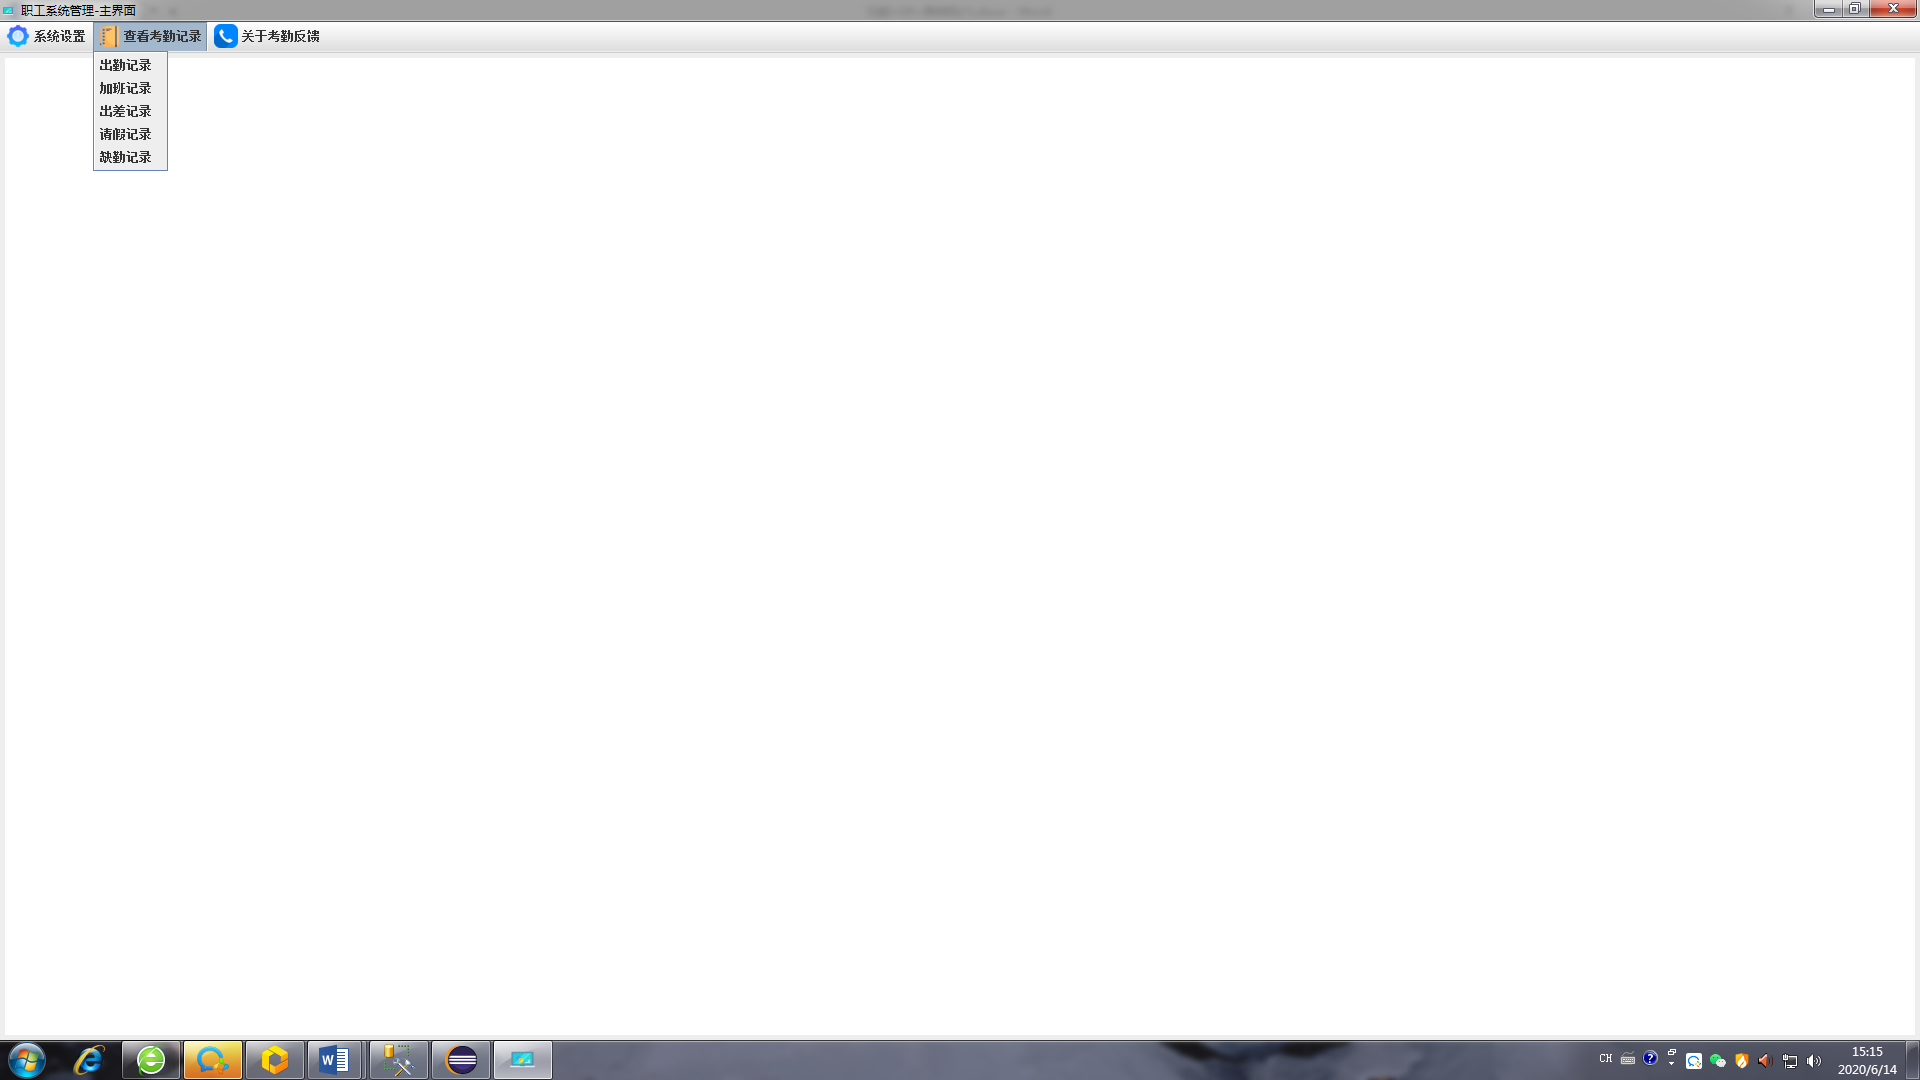 职工系统管理-主界面
系统设置 查看考勤记录 关于考勤反馈
出勤记录
加班记录
出差记录
请假记录
缺勤记录
CH
15:15
2020/6/14